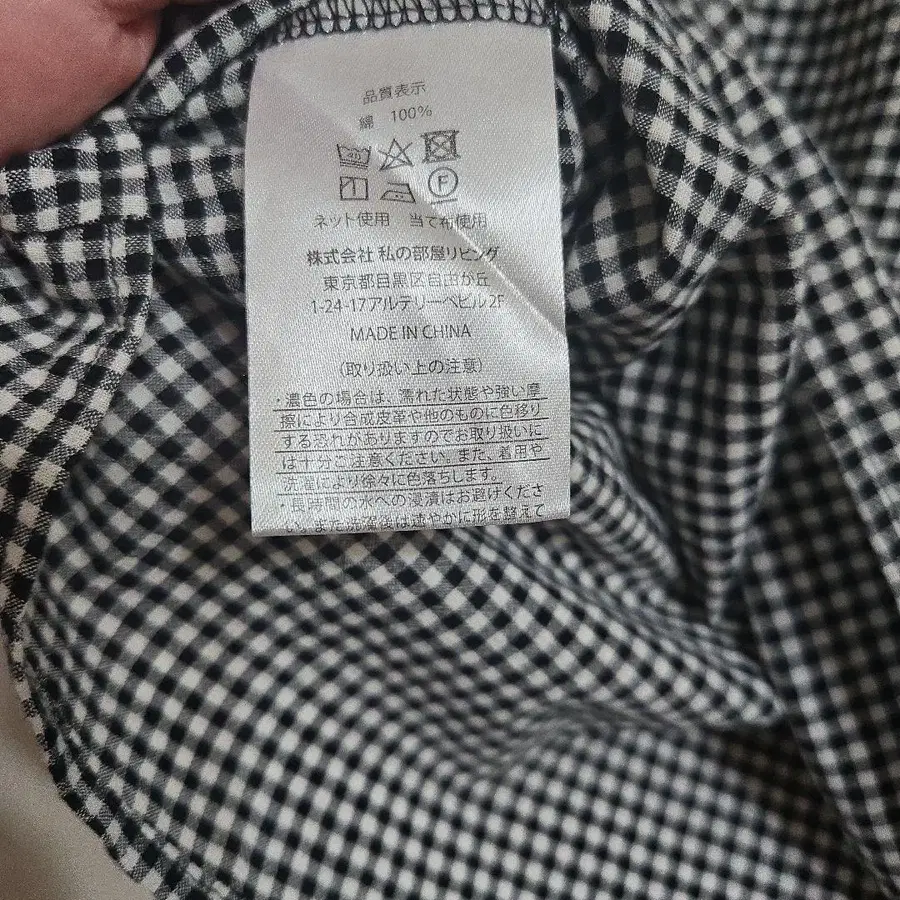 品質表示
綿 100%
40
F
ネット使用 当て布使用
株式会社 私の部屋リビング
東京都目黒区自由が丘
1-24-17アルテリーベビル2F
MADE IN CHINA
（取り扱い上の注意）
・濃色の場合は、濡れた状態や強い摩
擦により合成皮革や他のものに色移り
する恐れがありますのでお取り扱いに
は十分ご注意ください。また、着用や
洗濯により徐々に色落ちします。
・長時間の水への浸漬はお避けくださ
い。また洗濯後は速やかに形を整えて